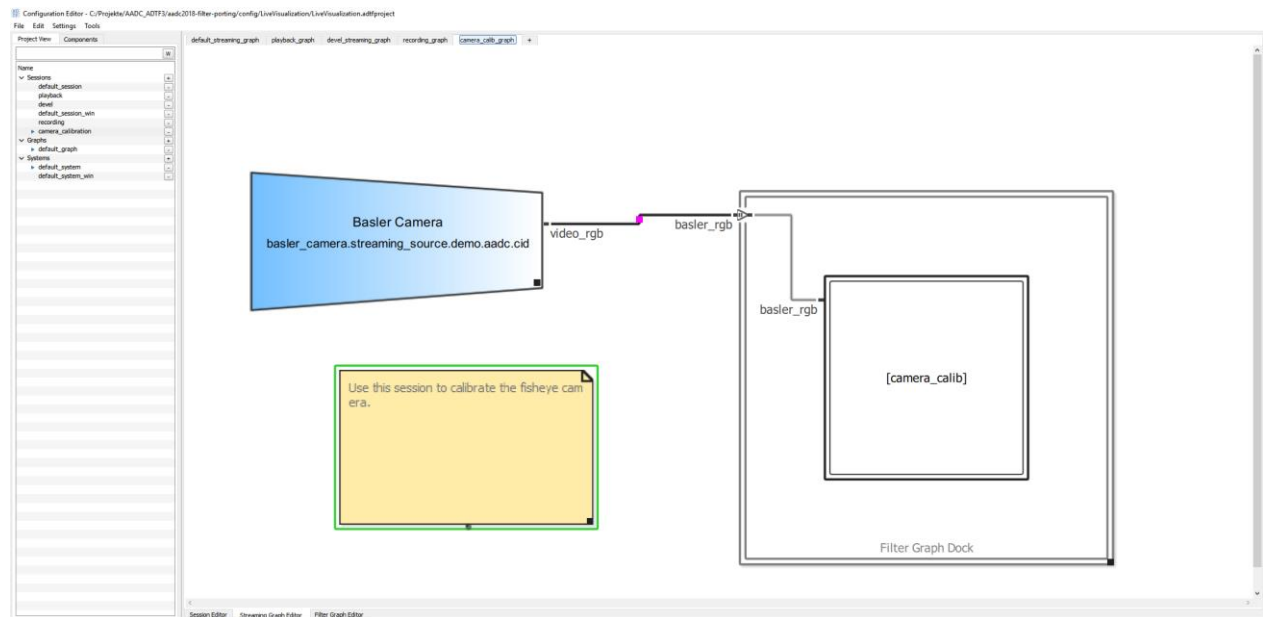 Configuration Editor - C:/Projekte/AADC_ADTF3/aadc2018-filter-porting/config/LiveVisualization/LiveVisualization.adtfproject
File Edit Settings Tools
Project View Components
default_streaming_graph playback_graph devel_streaming_graph recording_graph camera_calib_graph +
Name
Sessions
default_session
playback
devel
default_session_win
recording
camera_calibration
Graphs
default_graph
Systems
default_system
default_system_win
Basler Camera
basler_camera.streaming_source.demo.aadc.cid
video_rgb
basler_rgb
basler_rgb
[camera_calib]
Filter Graph Dock
Use this session to calibrate the fisheye cam
era.
Session Editor Streaming Graph Editor Filter Graph Editor